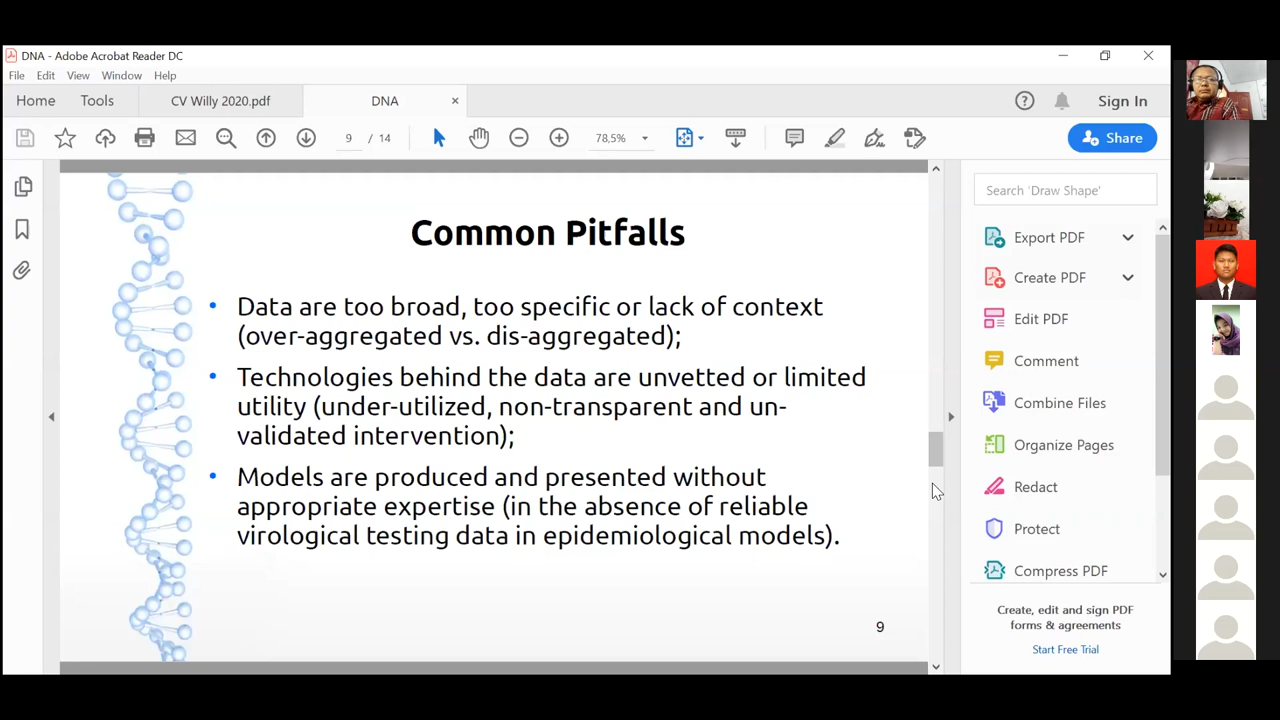 DNA - Adobe Acrobat Reader DC
File Edit View Window Help
Home Tools CV Willy 2020.pdf DNA × Sign In
9 / 14 78,5% Share
Common Pitfalls
• Data are too broad, too specific or lack of context
(over-aggregated vs. dis-aggregated);
• Technologies behind the data are unvetted or limited
utility (under-utilized, non-transparent and un-
validated intervention);
• Models are produced and presented without
appropriate expertise (in the absence of reliable
virological testing data in epidemiological models).
9
Search 'Draw Shape'
Export PDF
Create PDF
Edit PDF
Comment
Combine Files
Organize Pages
Redact
Protect
Compress PDF
Create, edit and sign PDF
forms & agreements
Start Free Trial